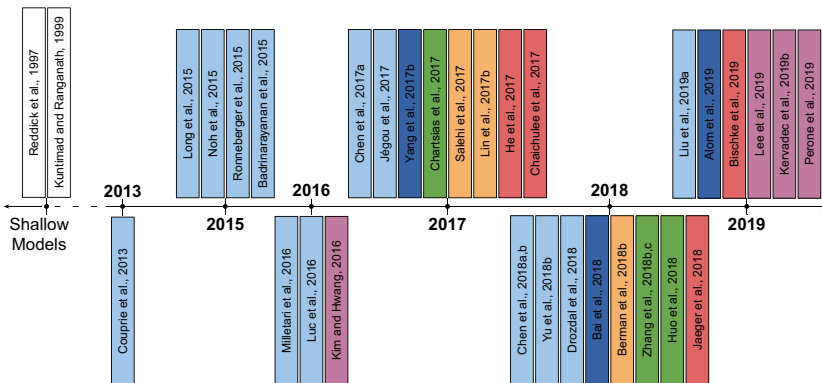 Reddick et al., 1997
Kuntimad and Ranganath, 1999
Long et al., 2015
Noh et al., 2015
Ronneberger et al., 2015
Badrinarayanan et al., 2015
Chen et al., 2017a
Jégou et al., 2017
Yang et al., 2017b
Chartsias et al., 2017
Salehi et al., 2017
Lin et al., 2017b
He et al., 2017
Chaichulee et al., 2017
Liu et al., 2019a
Alom et al., 2019
Bischke et al., 2019
Lee et al., 2019
Kervadec et al., 2019b
Perone et al., 2019
2013
2016
2018
Shallow
Models
2015
2017
2019
Couprie et al., 2013
Milletari et al., 2016
Luc et al., 2016
Kim and Hwang, 2016
Chen et al., 2018a,b
Yu et al., 2018b
Drozdal et al., 2018
Bai et al., 2018
Berman et al., 2018b
Zhang et al., 2018b,c
Huo et al., 2018
Jaeger et al., 2018